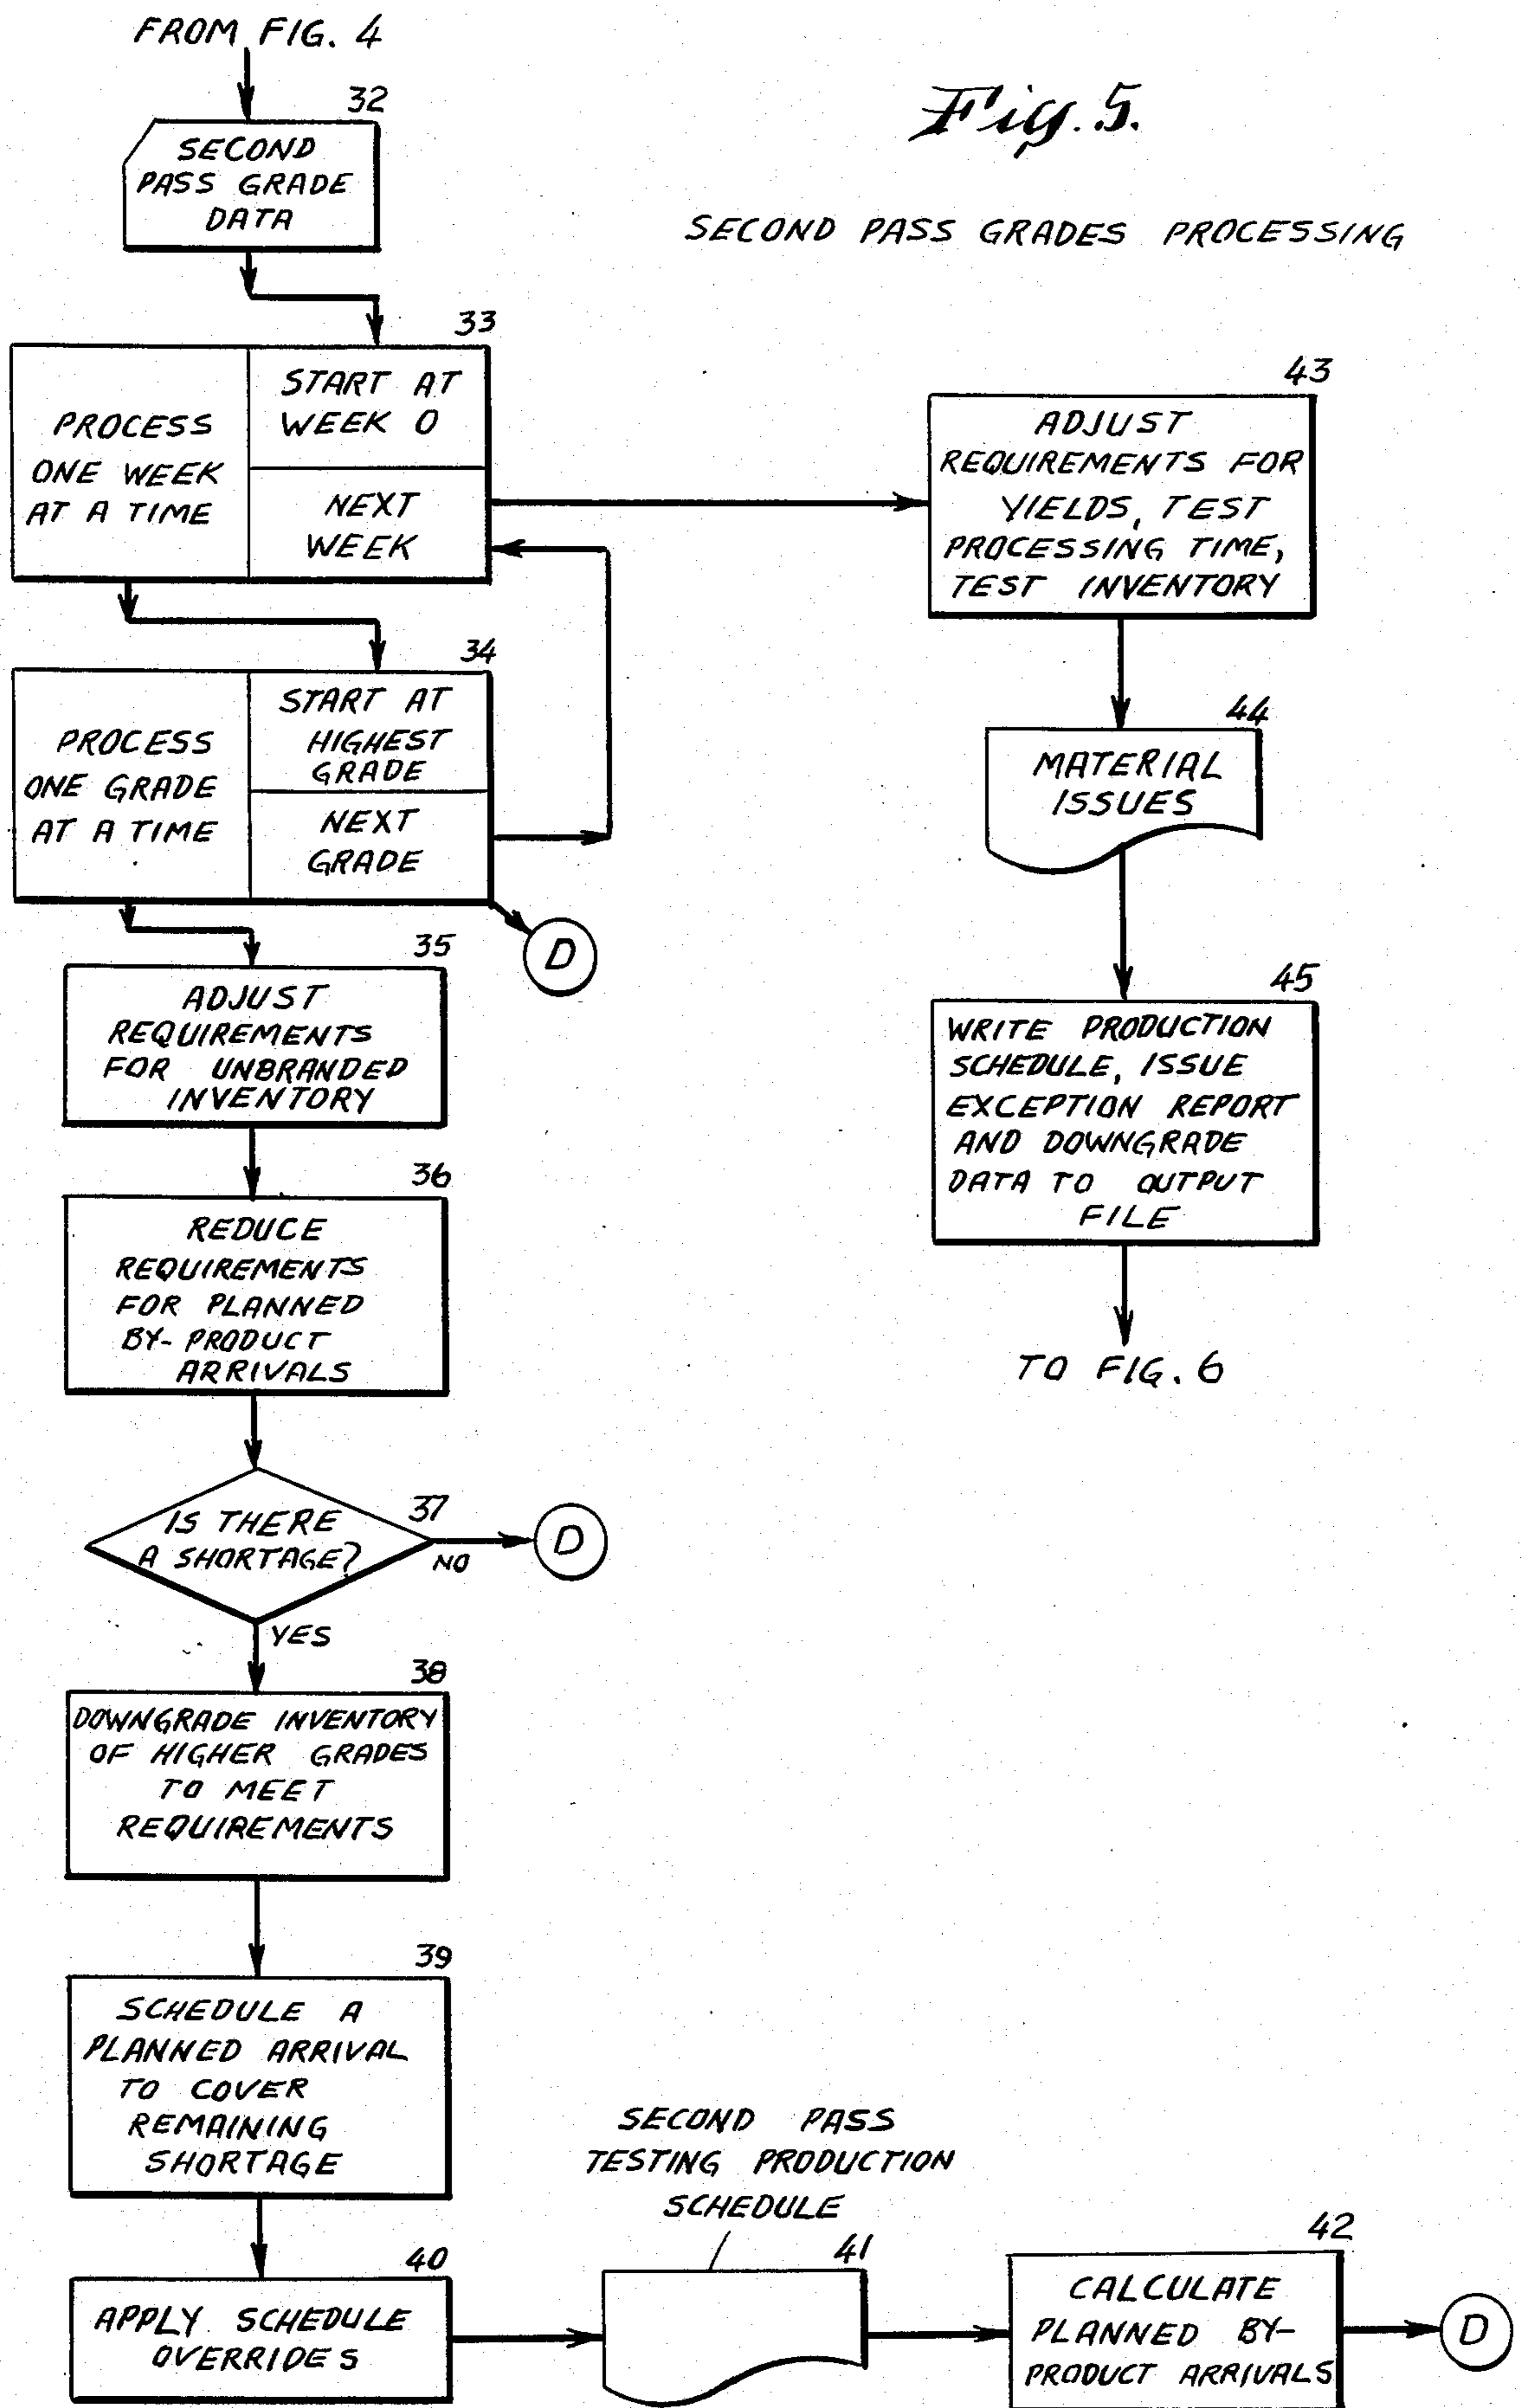 FROM FIG. 4
Fig. 5.
SECOND PASS GRADES PROCESSING
32
SECOND
PASS GRADE
DATA
33
PROCESS
ONE WEEK
AT A TIME
START AT
WEEK 0
NEXT
WEEK
34
PROCESS
ONE GRADE
AT A TIME
START AT
HIGHEST
GRADE
NEXT
GRADE
D
35
ADJUST
REQUIREMENTS
FOR UNBRANDED
INVENTORY
36
REDUCE
REQUIREMENTS
FOR PLANNED
BY-PRODUCT
ARRIVALS
37
IS THERE
A SHORTAGE?
NO
D
YES
38
DOWNGRADE INVENTORY
OF HIGHER GRADES
TO MEET
REQUIREMENTS
39
SCHEDULE A
PLANNED ARRIVAL
TO COVER
REMAINING
SHORTAGE
40
APPLY SCHEDULE
OVERRIDES
SECOND PASS
TESTING PRODUCTION
SCHEDULE
41
42
CALCULATE
PLANNED BY-
PRODUCT ARRIVALS
D
43
ADJUST
REQUIREMENTS FOR
YIELDS, TEST
PROCESSING TIME,
TEST INVENTORY
44
MATERIAL
ISSUES
45
WRITE PRODUCTION
SCHEDULE, ISSUE
EXCEPTION REPORT
AND DOWNGRADE
DATA TO OUTPUT
FILE
TO FIG. 6